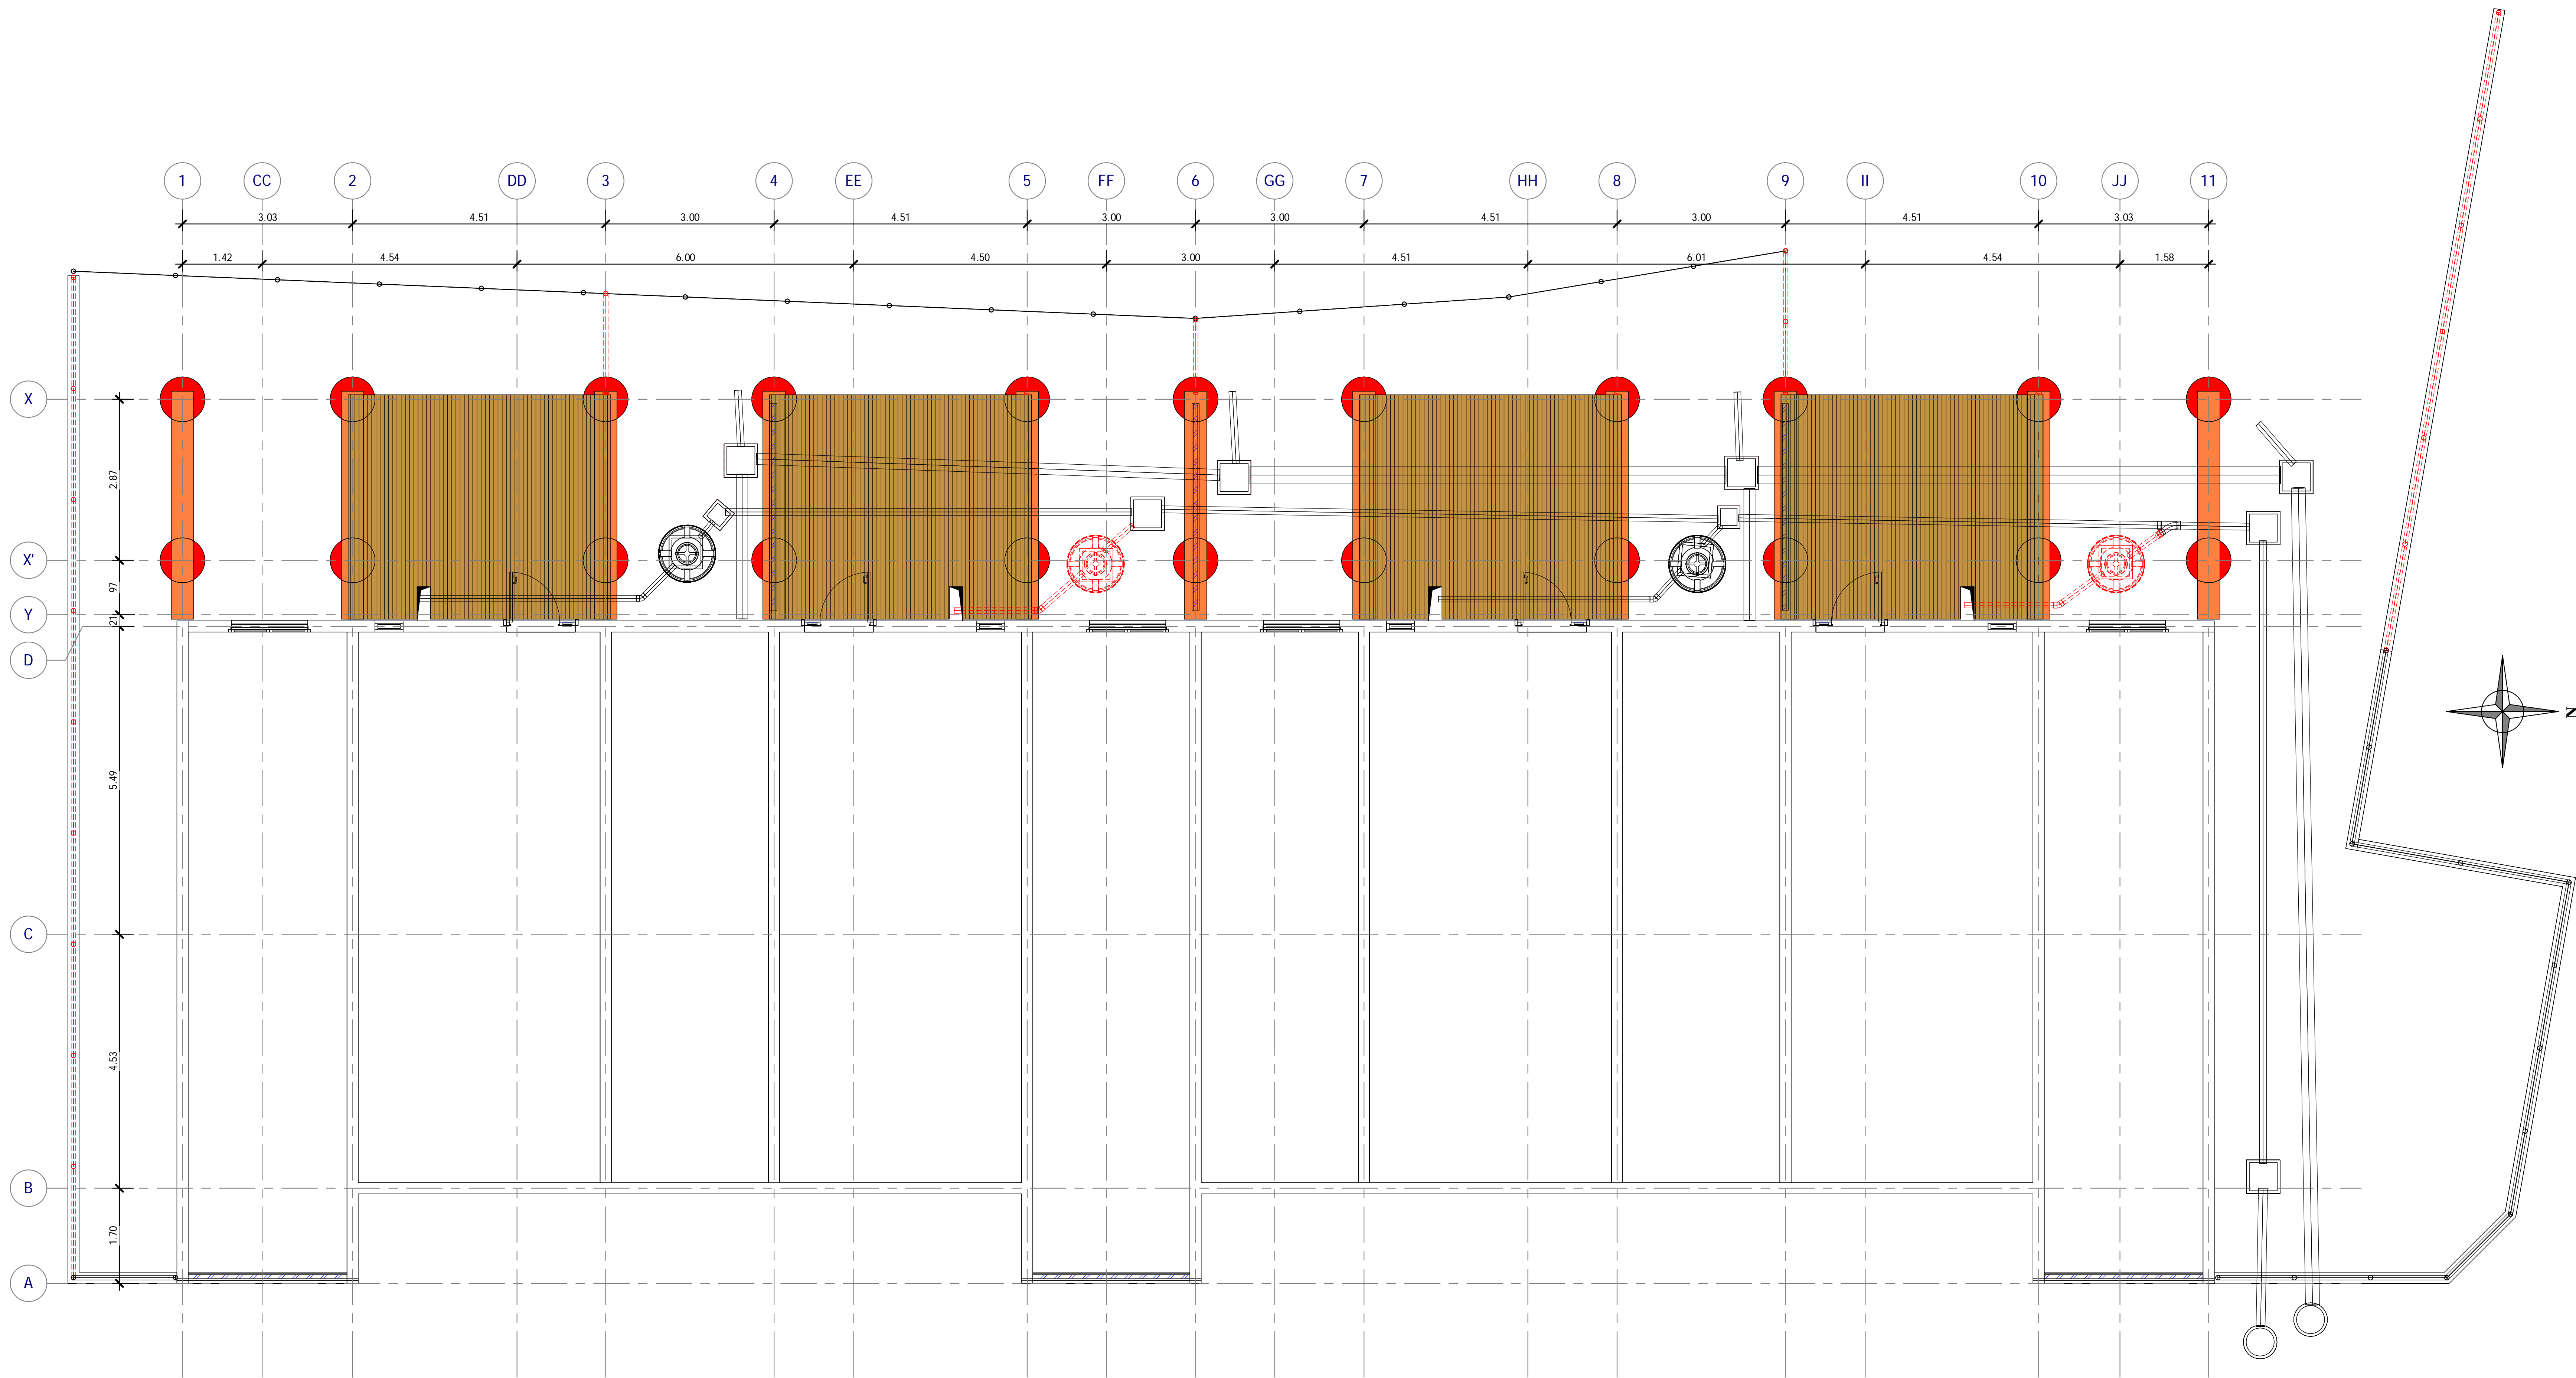 1 CC 2 DD 3 4 EE 5 FF 6 GG 7 HH 8 9 II 10 JJ 11
3.03 4.51 3.00 4.51 3.00 3.00 4.51 3.00 4.51 3.03
1.42 4.54 6.00 4.50 3.00 4.51 6.01 4.54 1.58
X
2.87
X'
97
Y
21
D
N
5.49
C
4.53
B
1.70
A